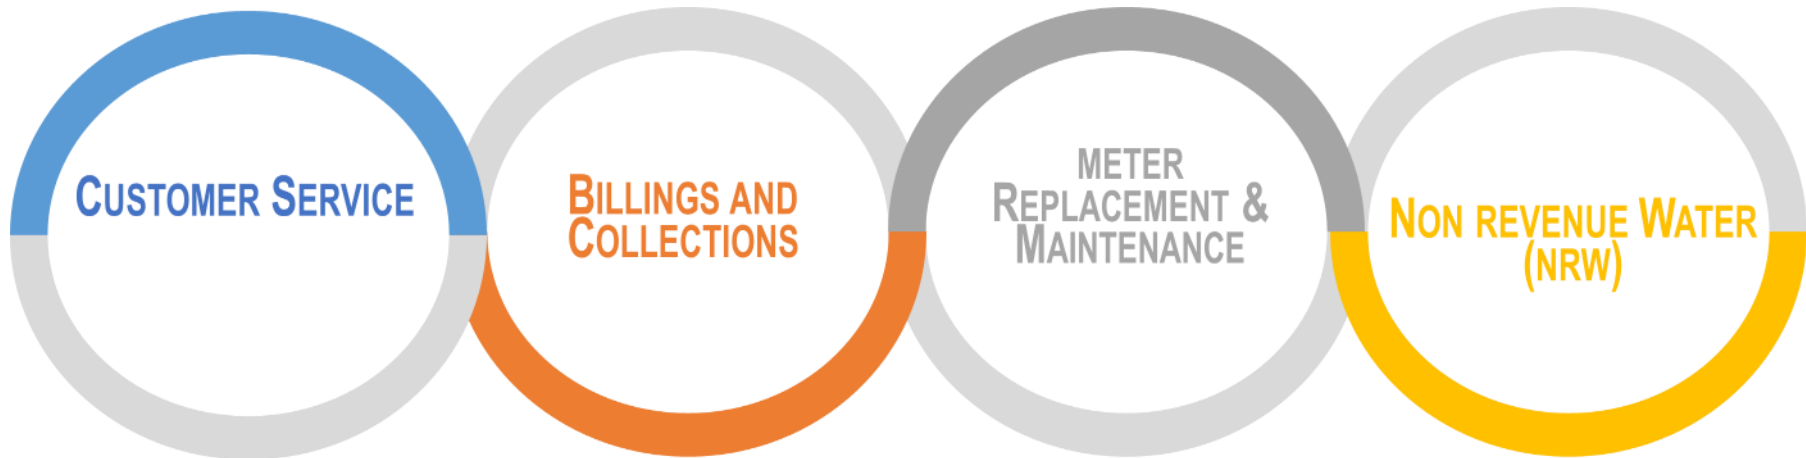 CUSTOMER SERVICE
BILLINGS AND
COLLECTIONS
METER
REPLACEMENT &
MAINTENANCE
NON REVENUE WATER
(NRW)